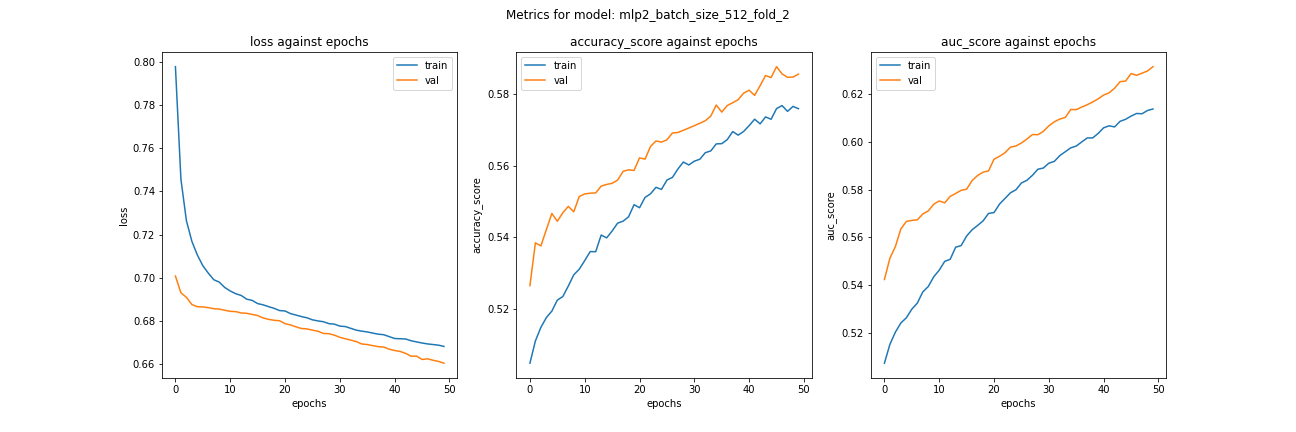 Metrics for model: mlp2_batch_size_512_fold_2
loss against epochs
train
val
0.80
0.78
0.76
0.74
0.72
0.70
0.68
0.66
loss
0 10 20 30 40 50
epochs
accuracy_score against epochs
train
val
0.58
0.56
0.54
0.52
accuracy_score
0 10 20 30 40 50
epochs
auc_score against epochs
train
val
0.62
0.60
0.58
0.56
0.54
0.52
auc_score
0 10 20 30 40 50
epochs